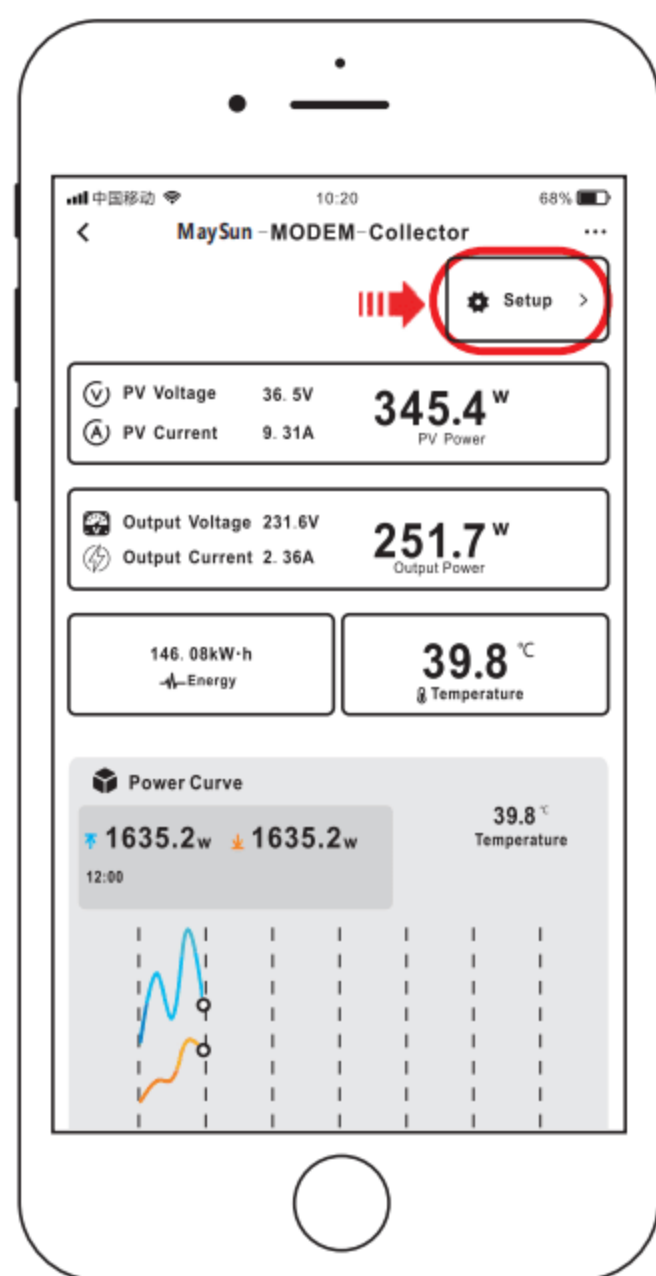 中国移动 10:20 68%
MaySun-MODEM-Collector ...
Setup >
PV Voltage 36.5V
345.4 W
PV Current 9.31A
PV Power
Output Voltage 231.6V
251.7 W
Output Current 2.36A
Output Power
146.08kW·h
Energy
39.8 ℃
Temperature
Power Curve
1635.2w 1635.2w
12:00
39.8 ℃
Temperature